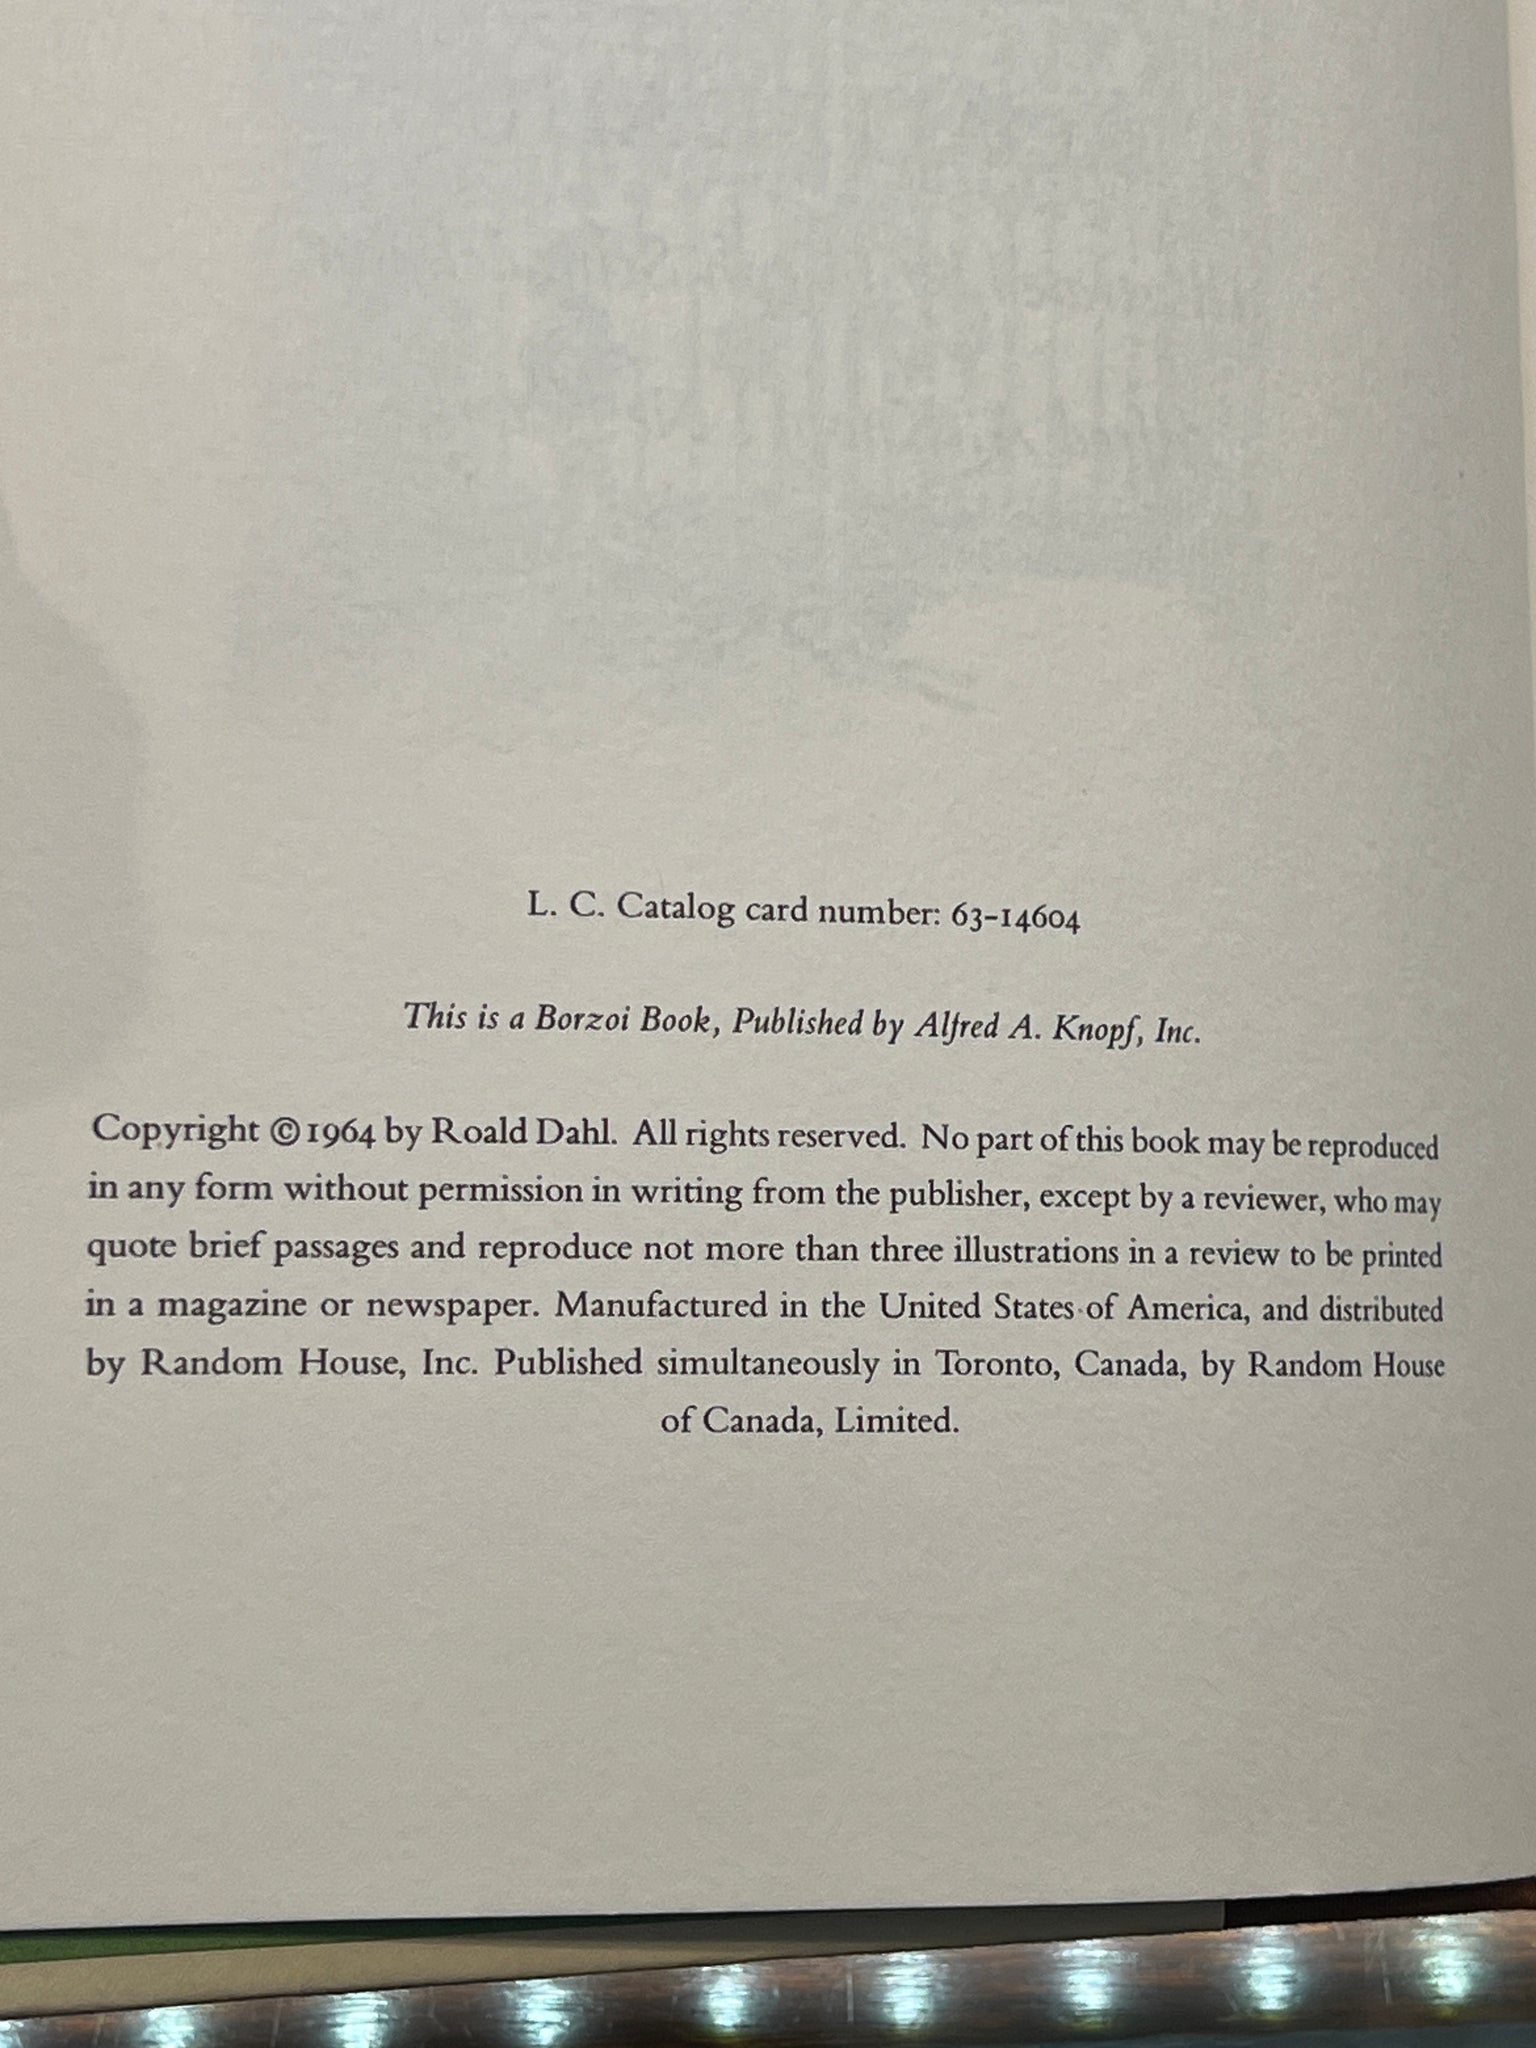 L. C. Catalog card number: 63-14604
This is a Borzoi Book, Published by Alfred A. Knopf, Inc.
Copyright © 1964 by Roald Dahl. All rights reserved. No part of this book may be reproduced
in any form without permission in writing from the publisher, except by a reviewer, who may
quote brief passages and reproduce not more than three illustrations in a review to be printed
in a magazine or newspaper. Manufactured in the United States of America, and distributed
by Random House, Inc. Published simultaneously in Toronto, Canada, by Random House
of Canada, Limited.